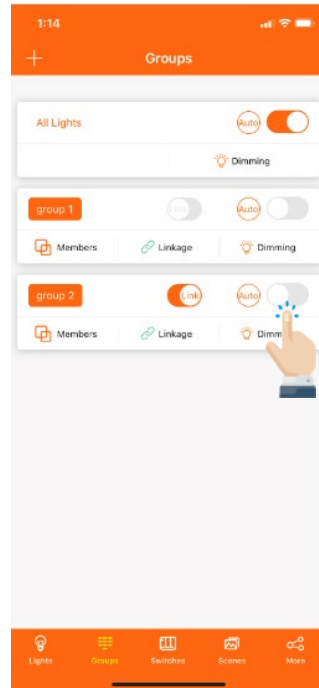 1:14
Groups
All Lights Auto
Dimming
group 1 Link Auto
Members Linkage Dimming
group 2 Link Auto
Members Linkage Dimm
Lights Groups Switches Scenes More